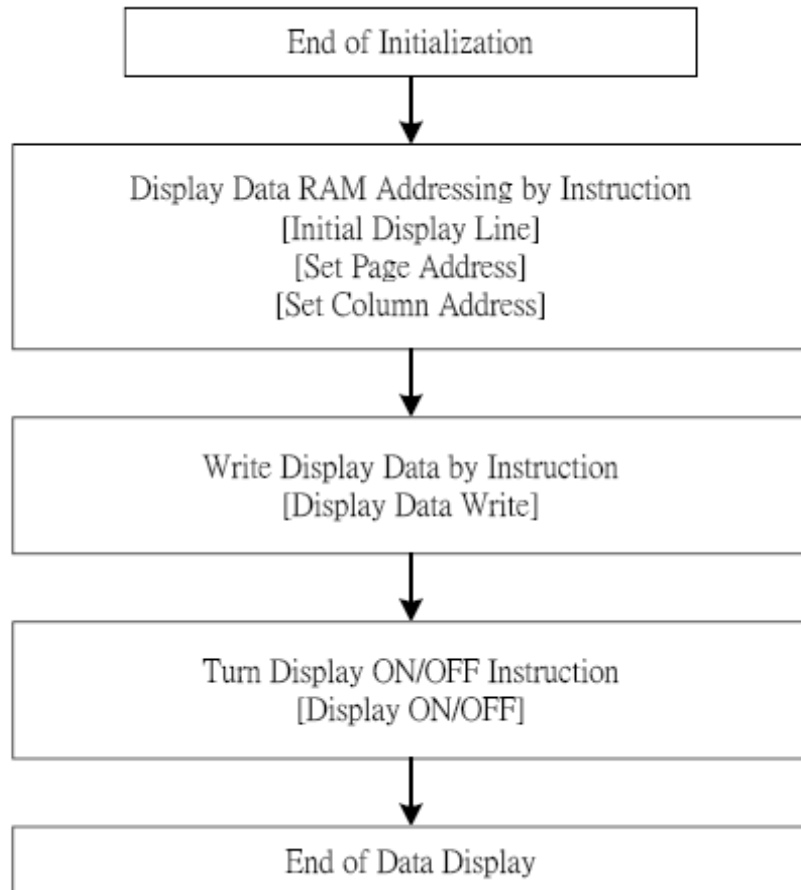 End of Initialization
Display Data RAM Addressing by Instruction
[Initial Display Line]
[Set Page Address]
[Set Column Address]
Write Display Data by Instruction
[Display Data Write]
Turn Display ON/OFF Instruction
[Display ON/OFF]
End of Data Display